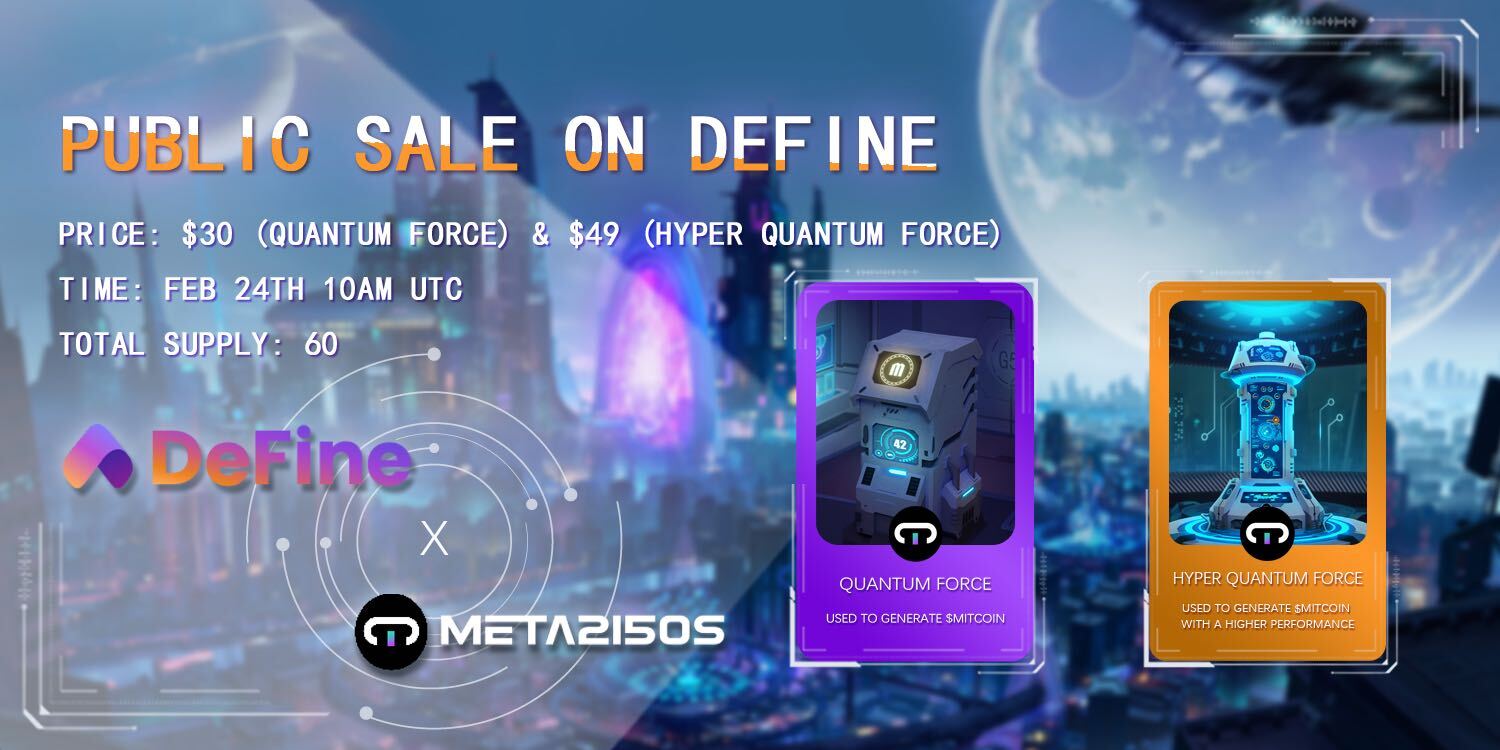 PUBLIC SALE ON DEFINE
PRICE: $30 (QUANTUM FORCE) & $49 (HYPER QUANTUM FORCE)
TIME: FEB 24TH 10AM UTC
TOTAL SUPPLY: 60
DeFine
X
META2150S
m
42
QUANTUM FORCE
USED TO GENERATE $MITCOIN
HYPER QUANTUM FORCE
USED TO GENERATE $MITCOIN
WITH A HIGHER PERFORMANCE